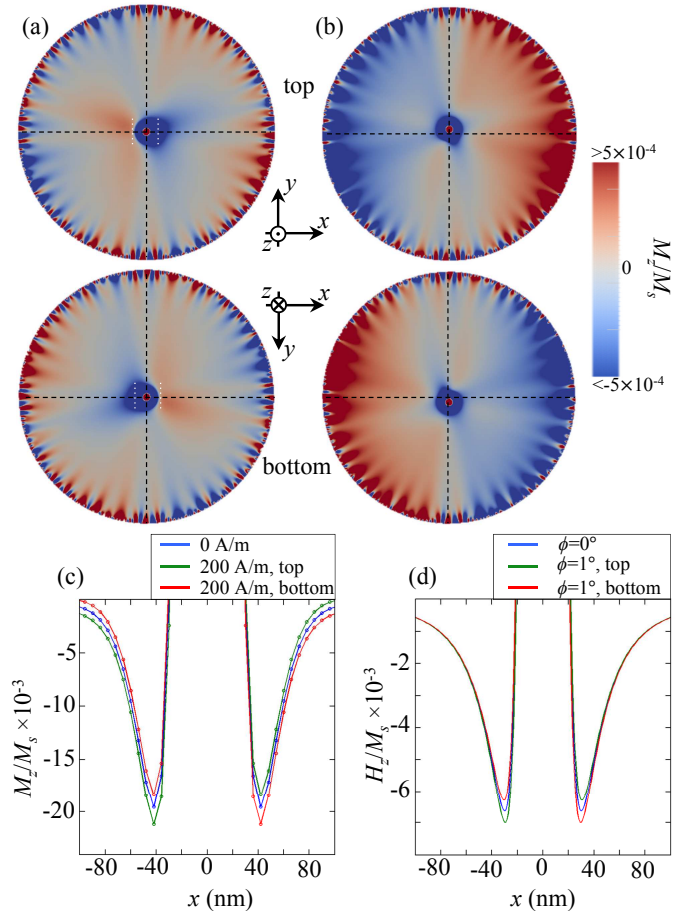 (a)
(b)
top
y
z
x
>5×10⁻⁴
0
M_z/M_s
<-5×10⁻⁴
z
x
y
bottom
(c)
0 A/m
200 A/m, top
200 A/m, bottom
M_z/M_s ×10⁻³
-5
-10
-15
-20
-80
-40
0
40
80
x (nm)
(d)
ϕ=0°
ϕ=1°, top
ϕ=1°, bottom
H_z/M_s ×10⁻³
-2
-4
-6
-80
-40
0
40
80
x (nm)